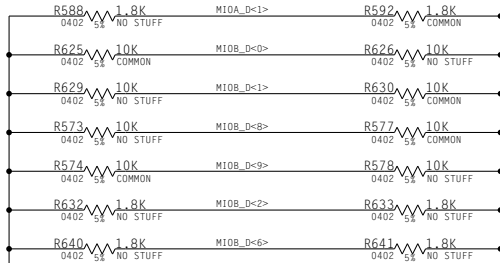 R588 1.8K MIOA_D<1> R592 1.8K
0402 5% NO STUFF 0402 5% COMMON
R625 10K MIOB_D<0> R626 10K
0402 5% COMMON 0402 5% NO STUFF
R629 10K MIOB_D<1> R630 10K
0402 5% NO STUFF 0402 5% COMMON
R573 10K MIOB_D<8> R577 10K
0402 5% NO STUFF 0402 5% COMMON
R574 10K MIOB_D<9> R578 10K
0402 5% COMMON 0402 5% NO STUFF
R632 1.8K MIOB_D<2> R633 1.8K
0402 5% NO STUFF 0402 5% NO STUFF
R640 1.8K MIOB_D<6> R641 1.8K
0402 5% NO STUFF 0402 5% NO STUFF